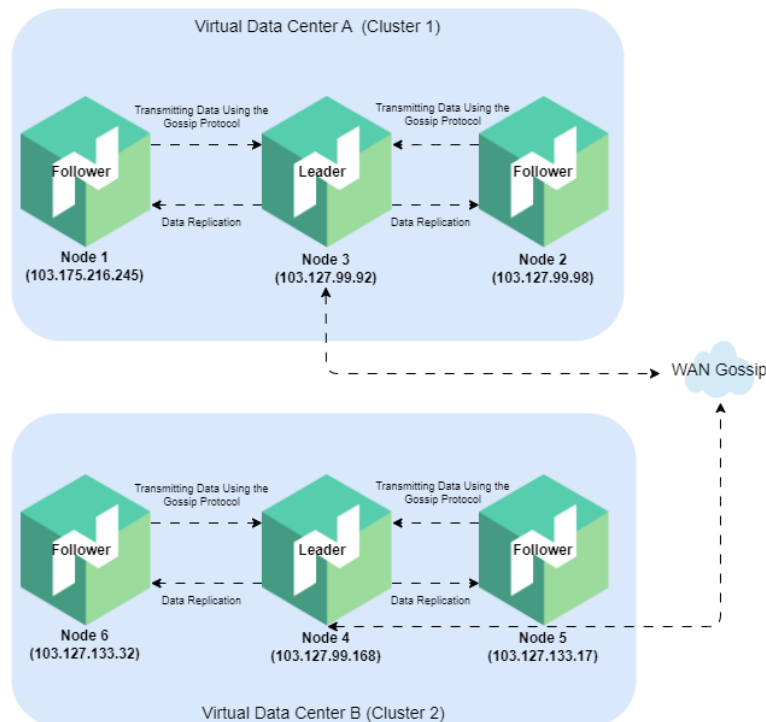 Virtual Data Center A (Cluster 1)
Transmitting Data Using the
Gossip Protocol
Transmitting Data Using the
Gossip Protocol
Follower
Leader
Follower
Data Replication
Data Replication
Node 1
(103.175.216.245)
Node 3
(103.127.99.92)
Node 2
(103.127.99.98)
WAN Gossip
Transmitting Data Using the
Gossip Protocol
Transmitting Data Using the
Gossip Protocol
Follower
Leader
Follower
Data Replication
Data Replication
Node 6
(103.127.133.32)
Node 4
(103.127.99.168)
Node 5
(103.127.133.17)
Virtual Data Center B (Cluster 2)